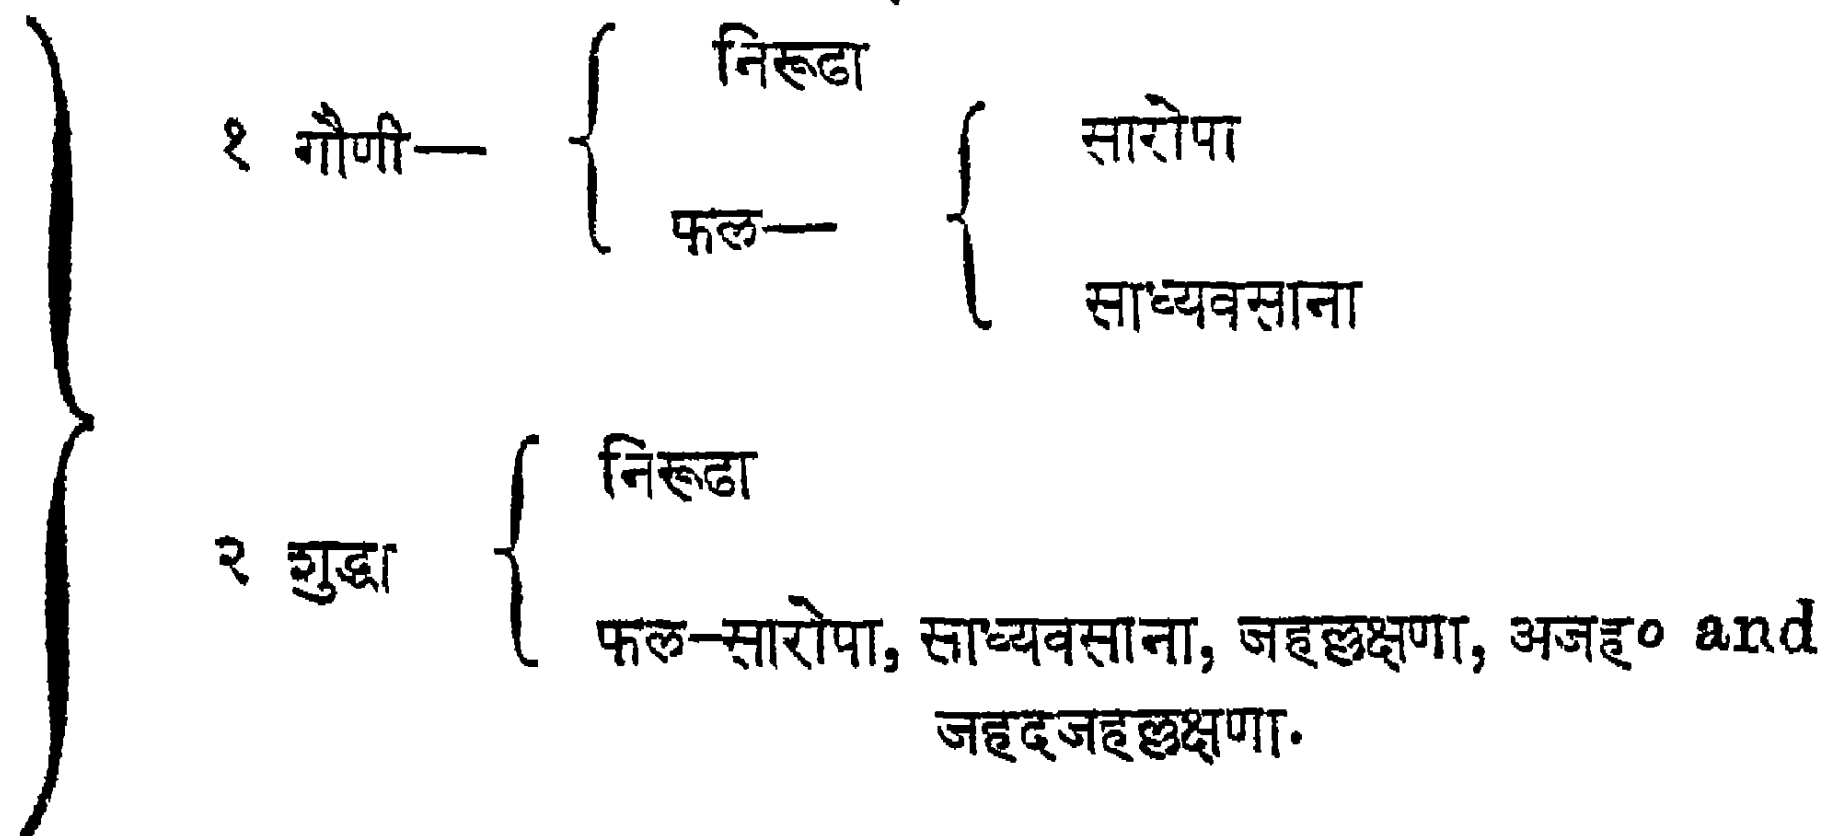 निरूढा
१ गौणी—
सारोपा
फल—
साध्यवसाना
निरूढा
२ शुद्धा
फल-सारोपा, साध्यवसाना, जहल्लक्षणा, अजह० and
जहदजहल्लक्षणा.